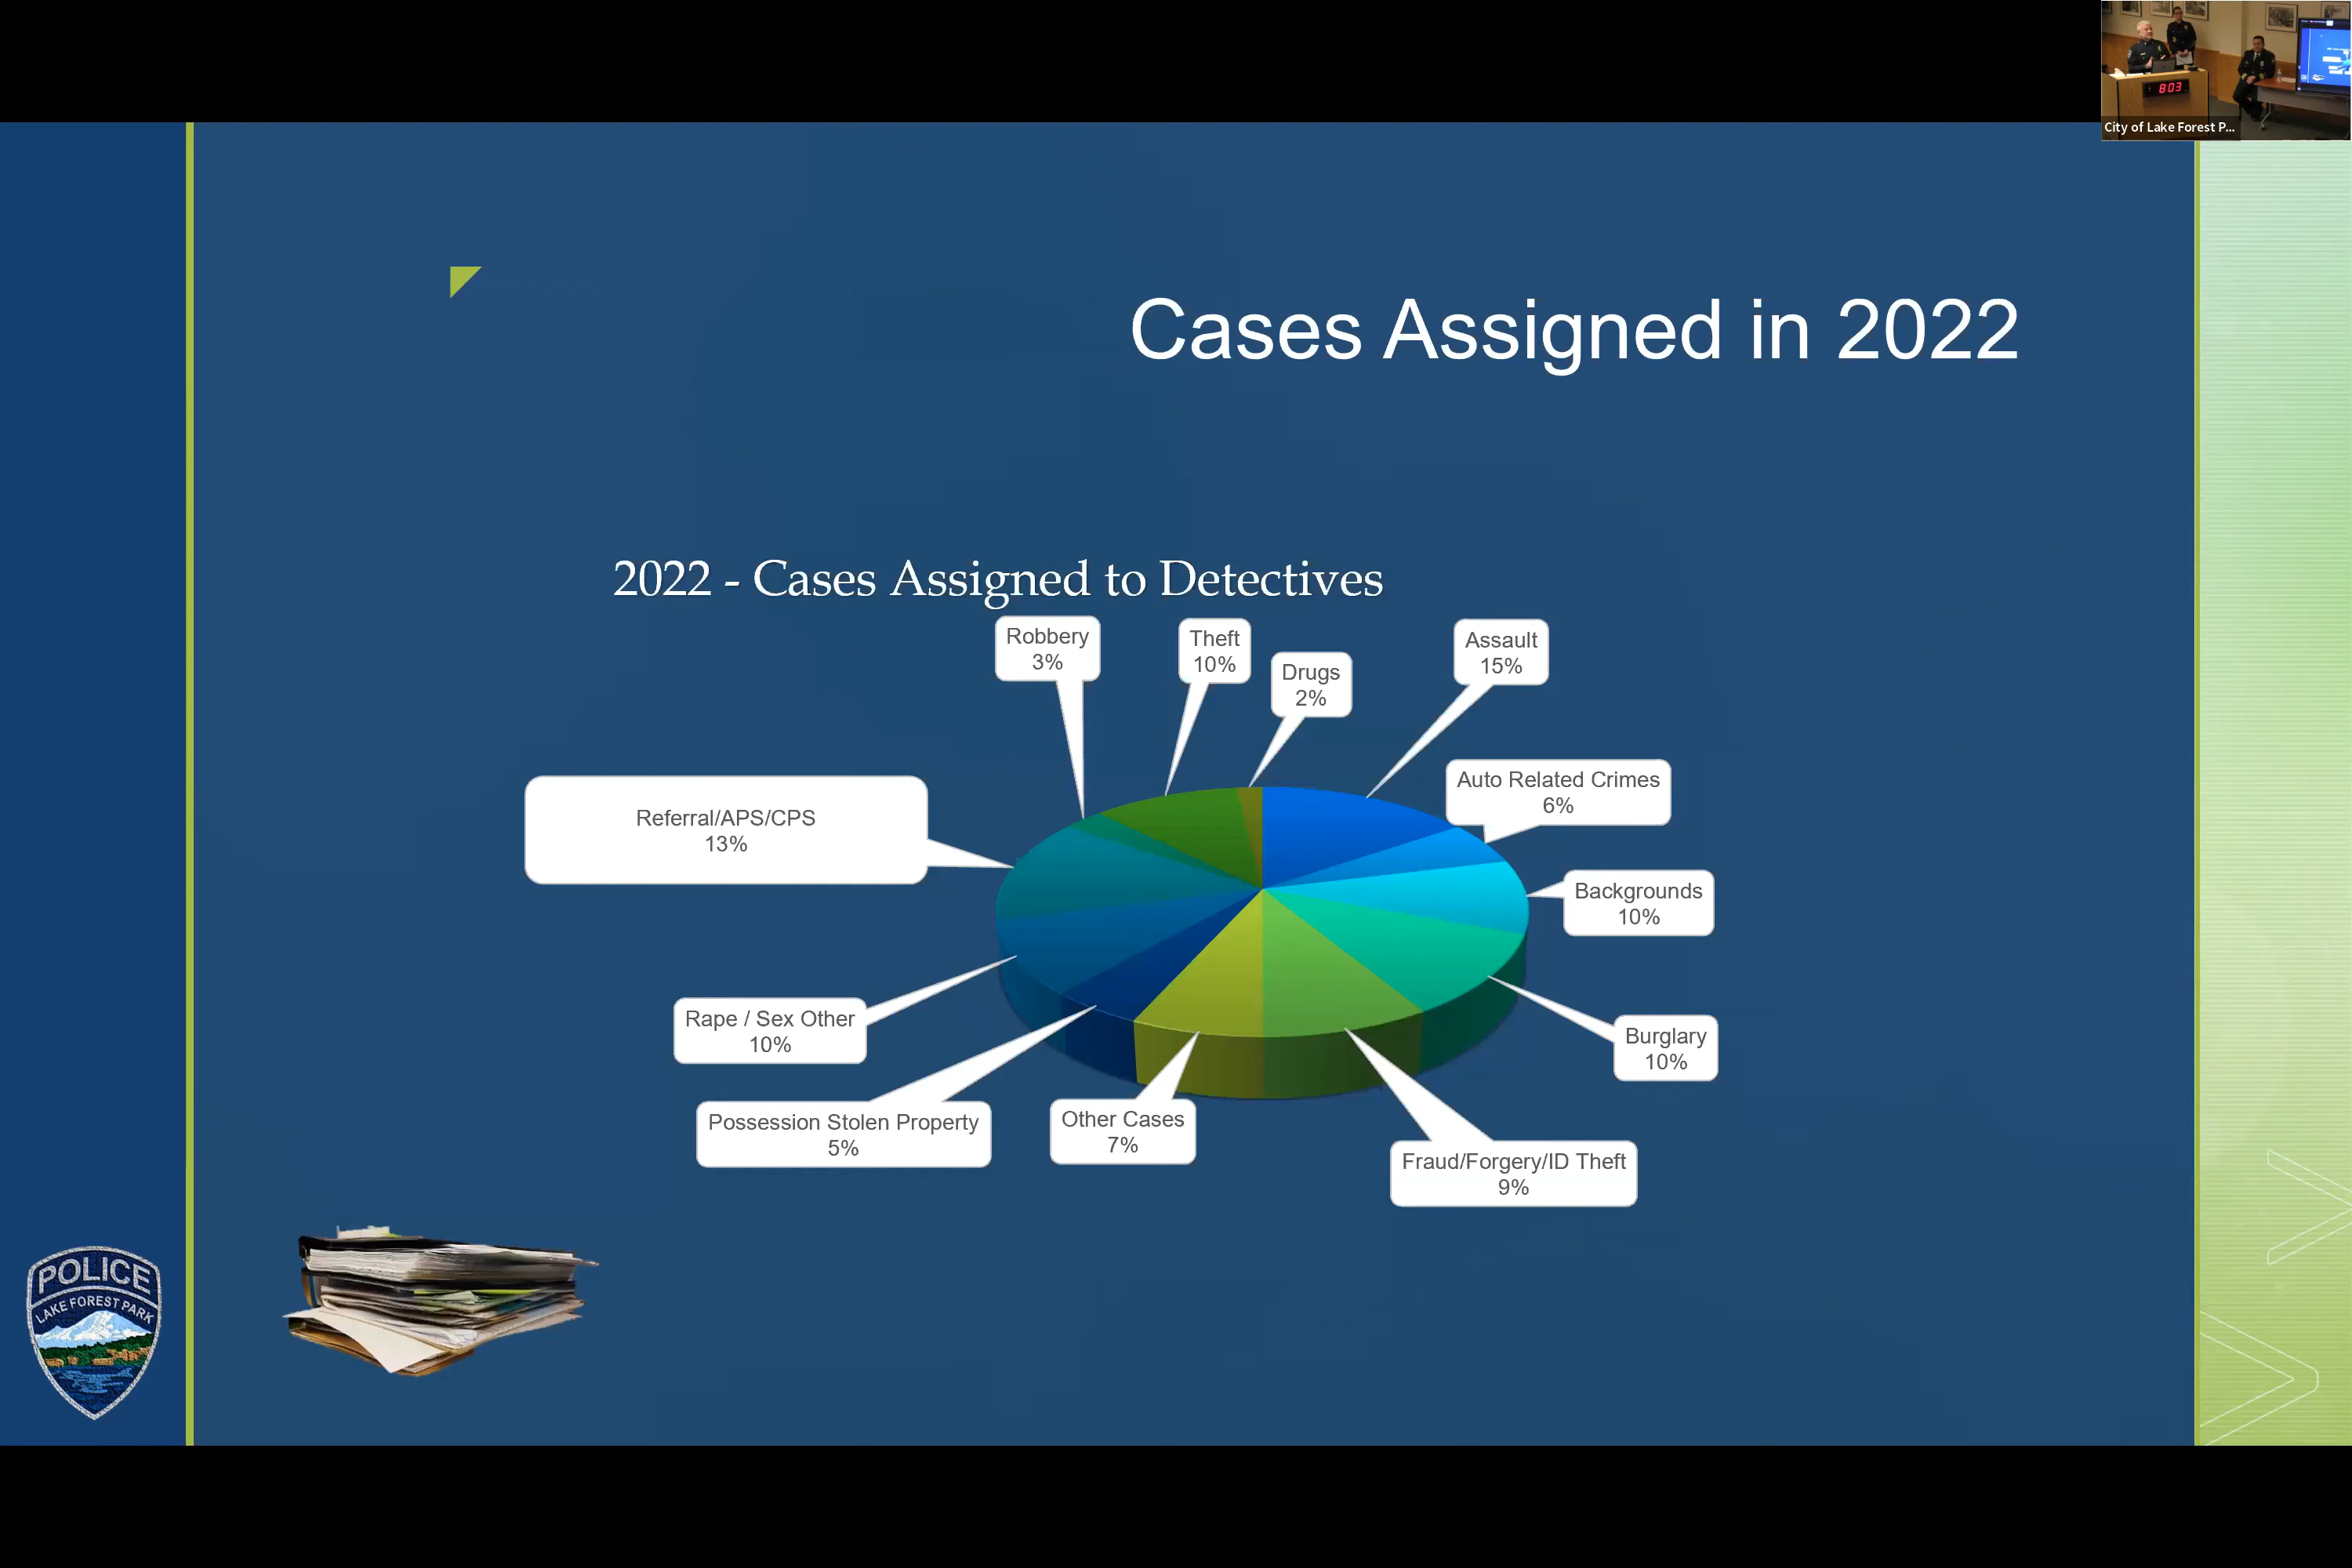 803
City of Lake Forest P...
Cases Assigned in 2022
2022 - Cases Assigned to Detectives
Robbery
3%
Theft
10%
Drugs
2%
Assault
15%
Auto Related Crimes
6%
Referral/APS/CPS
13%
Backgrounds
10%
Rape / Sex Other
10%
Burglary
10%
Possession Stolen Property
5%
Other Cases
7%
Fraud/Forgery/ID Theft
9%
POLICE
LAKE FOREST PARK